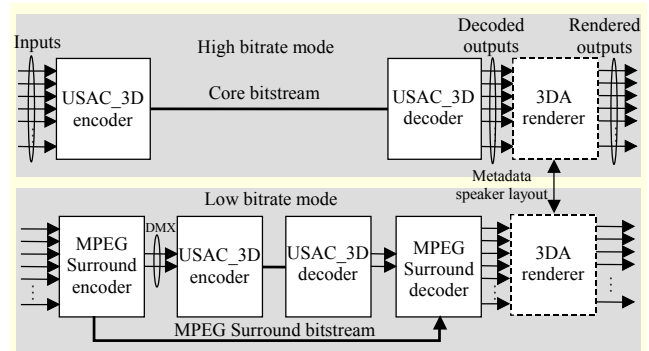 Inputs
High bitrate mode
Decoded
outputs
Rendered
outputs
USAC_3D
encoder
Core bitstream
USAC_3D
decoder
3DA
renderer
Metadata
speaker layout
Low bitrate mode
MPEG
Surround
encoder
DMX
USAC_3D
encoder
USAC_3D
decoder
MPEG
Surround
decoder
3DA
renderer
MPEG Surround bitstream